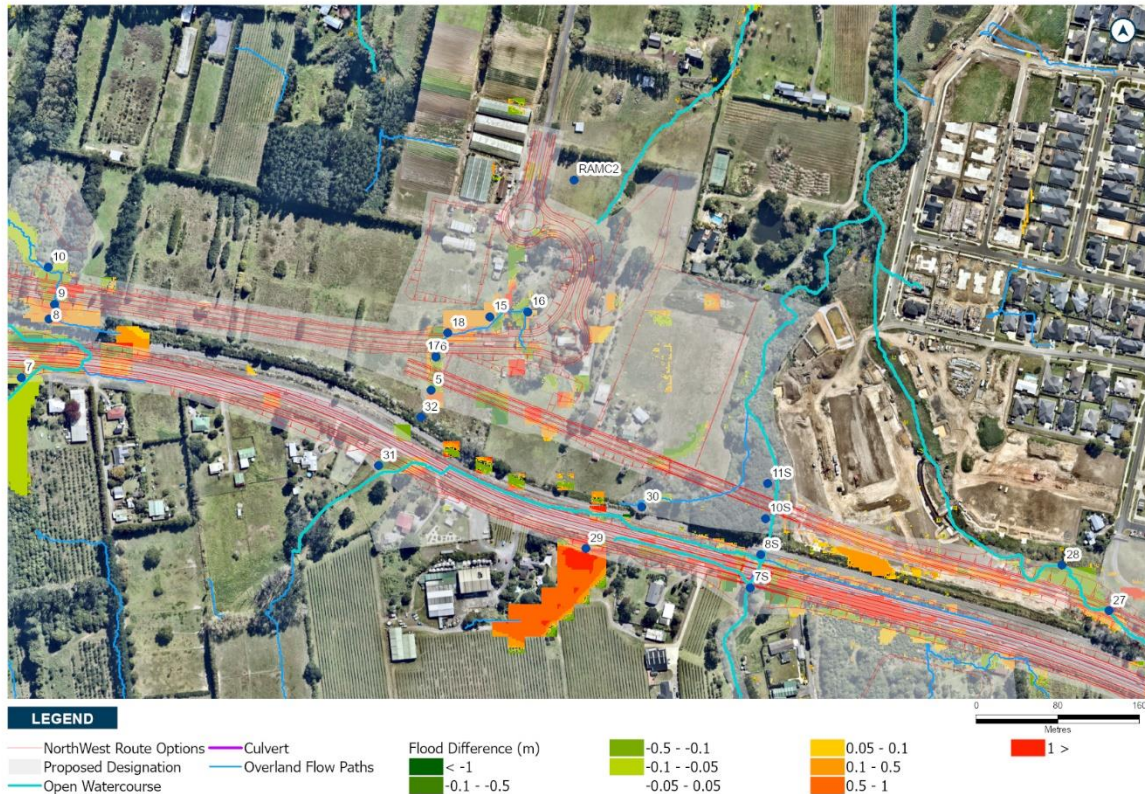 RAMC2
10
9
8
7
15
16
18
176
5
32
31
30
29
11S
10S
8S
7S
28
27
LEGEND
0 80 160
Metres
NorthWest Route Options
Proposed Designation
Open Watercourse
Culvert
Overland Flow Paths
Flood Difference (m)
< -1
-0.1 - -0.5
-0.5 - -0.1
-0.1 - -0.05
-0.05 - 0.05
0.05 - 0.1
0.1 - 0.5
0.5 - 1
1 >